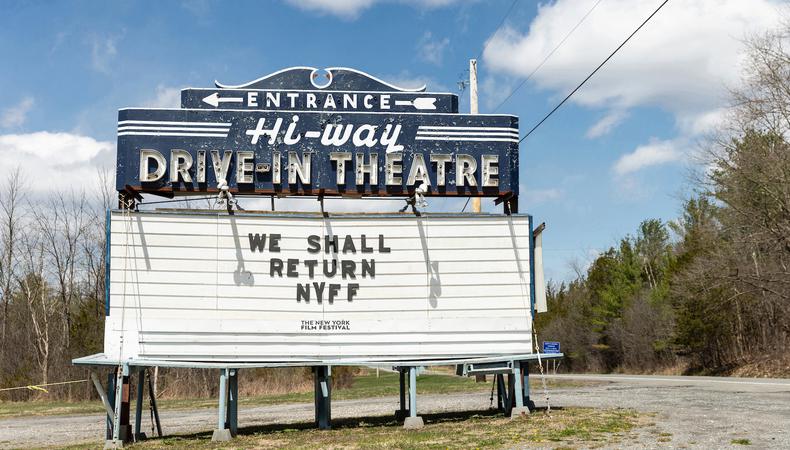 ENTRANCE
Hi-way
DRIVE-IN THEATRE
WE SHALL
RETURN
NYFF
THE NEW YORK
FILM FESTIVAL